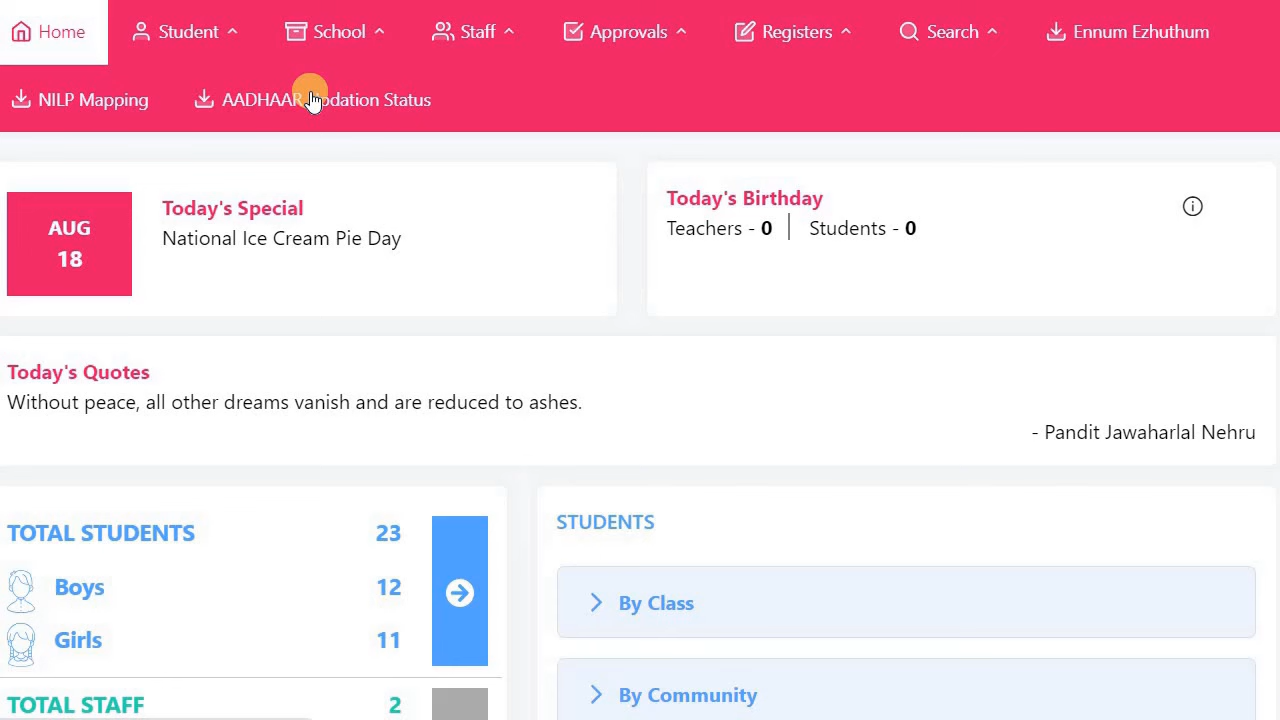 Home Student School Staff Approvals Registers Search Ennum Ezhuthum
NILP Mapping AADHAAR Updation Status
AUG
18
Today's Special
National Ice Cream Pie Day
Today's Birthday
Teachers - 0 | Students - 0
Today's Quotes
Without peace, all other dreams vanish and are reduced to ashes.
- Pandit Jawaharlal Nehru
TOTAL STUDENTS 23
Boys 12
Girls 11
TOTAL STAFF 2
STUDENTS
By Class
By Community